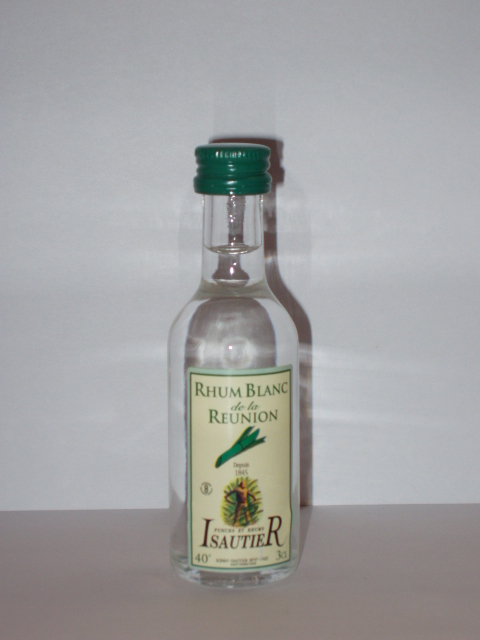 RHUM BLANC
de la
REUNION
Depuis
1845
PUNCHS ET RHUMS
ISAUTIER
40° 3cl